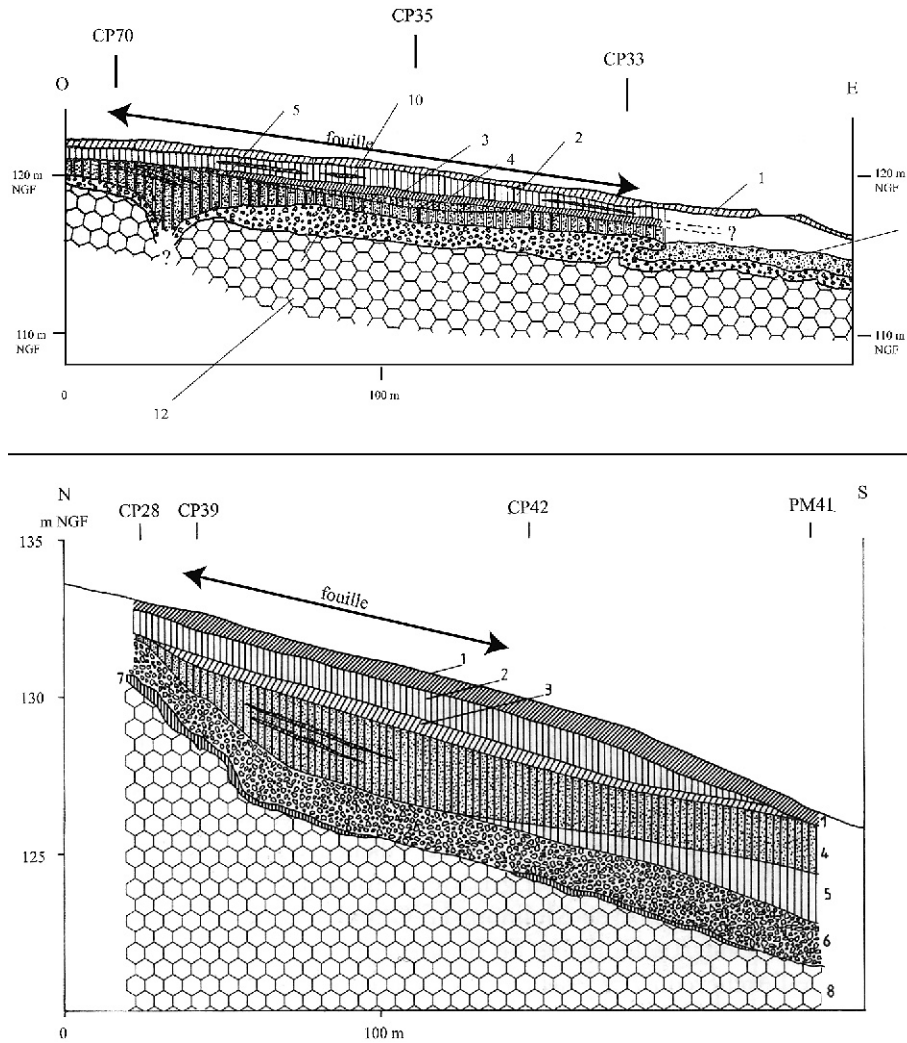 CP70 CP35 CP33
O E
fouille
5 10 3 4 2 1
120 m
NGF
120 m
NGF
?
?
110 m
NGF
110 m
NGF
0 100 m
12
N S
m NGF
CP28 CP39 CP42 PM41
135
fouille
1
2
3
7
130
1
4
125
5
6
8
0 100 m